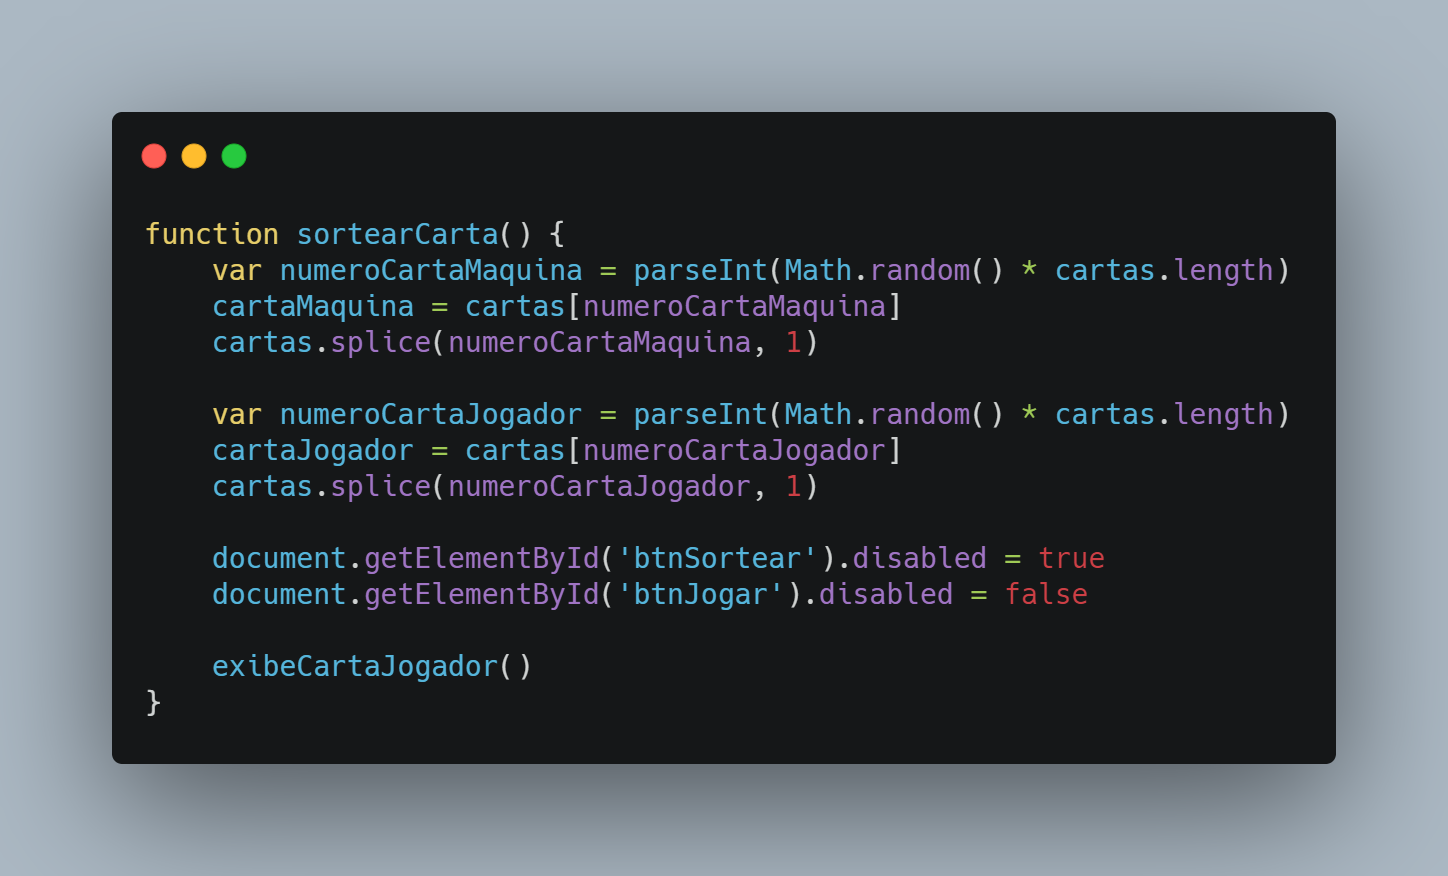 function sortearCarta() {
    var numeroCartaMaquina = parseInt(Math.random() * cartas.length)
    cartaMaquina = cartas[numeroCartaMaquina]
    cartas.splice(numeroCartaMaquina, 1)

    var numeroCartaJogador = parseInt(Math.random() * cartas.length)
    cartaJogador = cartas[numeroCartaJogador]
    cartas.splice(numeroCartaJogador, 1)

    document.getElementById('btnSortear').disabled = true
    document.getElementById('btnJogar').disabled = false

    exibeCartaJogador()
}